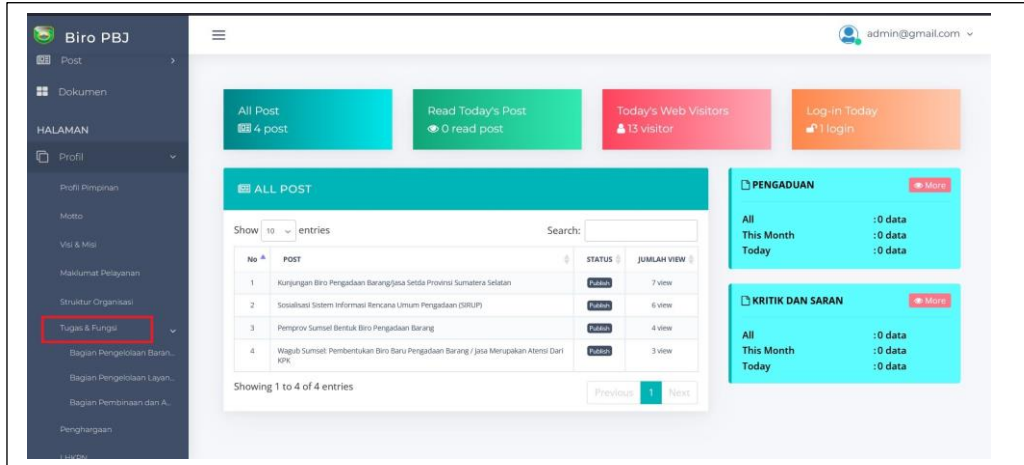 Biro PBJ
admin@gmail.com
Post
Dokumen
HALAMAN
Profil
Profil Pimpinan
Motto
Visi & Misi
Maklumat Pelayanan
Struktur Organisasi
Tugas & Fungsi
Bagian Pengelolaan Baran...
Bagian Pengelolaan Layan...
Bagian Pembinaan dan A...
Penghargaan
LHKPN
All Post
4 post
Read Today's Post
0 read post
Today's Web Visitors
13 visitor
Log-in Today
1 login
ALL POST
Show 10 entries Search:
No POST STATUS JUMLAH VIEW
1 Kunjungan Biro Pengadaan Barang/Jasa Setda Provinsi Sumatera Selatan Publish 7 view
2 Sosialisasi Sistem Informasi Rencana Umum Pengadaan (SIRUP) Publish 6 view
3 Pemprov Sumsel Bentuk Biro Pengadaan Barang Publish 4 view
4 Wagub Sumsel: Pembentukan Biro Baru Pengadaan Barang / Jasa Merupakan Atensi Dari KPK Publish 3 view
Showing 1 to 4 of 4 entries
Previous 1 Next
PENGADUAN More
All :0 data
This Month :0 data
Today :0 data
KRITIK DAN SARAN More
All :0 data
This Month :0 data
Today :0 data